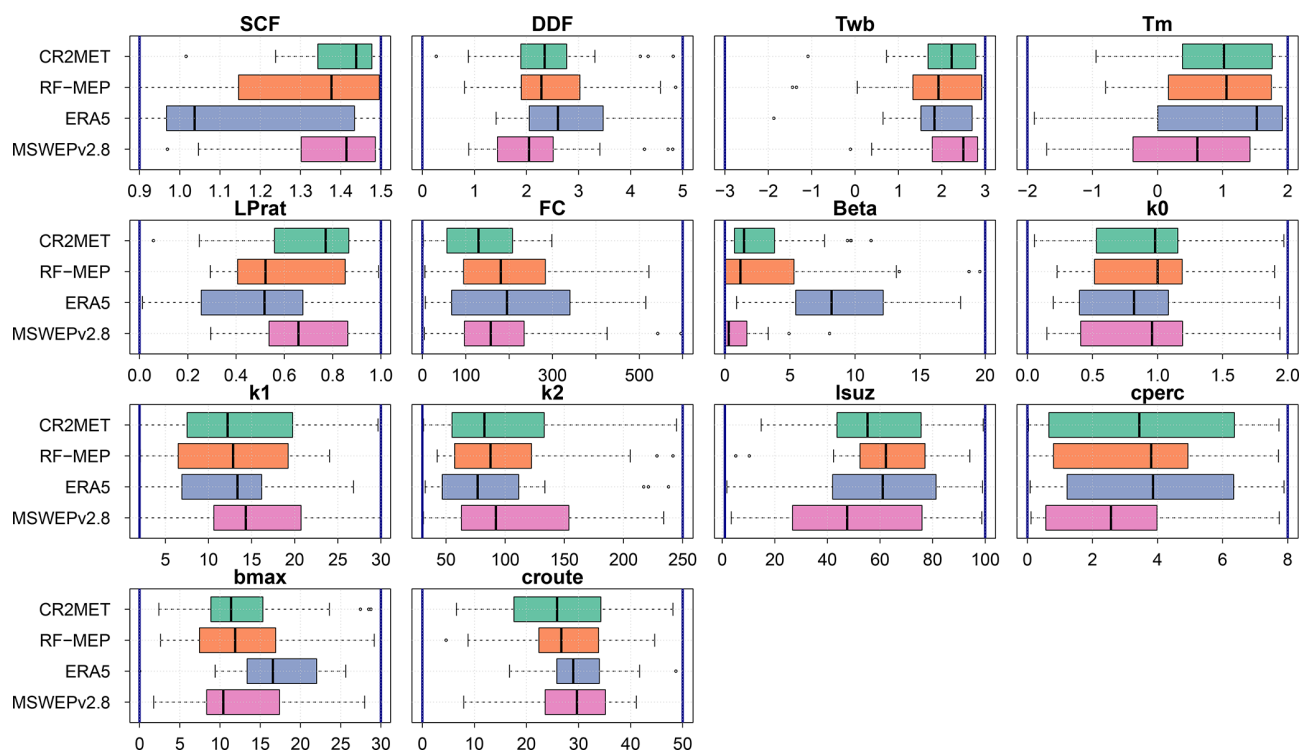 SCF DDF Twb Tm
CR2MET
RF−MEP
ERA5
MSWEPv2.8
0.9 1.0 1.1 1.2 1.3 1.4 1.5 0 1 2 3 4 5 −3 −2 −1 0 1 2 3 −2 −1 0 1 2
LPrat FC Beta k0
CR2MET
RF−MEP
ERA5
MSWEPv2.8
0.0 0.2 0.4 0.6 0.8 1.0 0 100 300 500 0 5 10 15 20 0.0 0.5 1.0 1.5 2.0
k1 k2 lsuz cperc
CR2MET
RF−MEP
ERA5
MSWEPv2.8
5 10 15 20 25 30 50 100 150 200 250 0 20 40 60 80 100 0 2 4 6 8
bmax croute
CR2MET
RF−MEP
ERA5
MSWEPv2.8
0 5 10 15 20 25 30 0 10 20 30 40 50